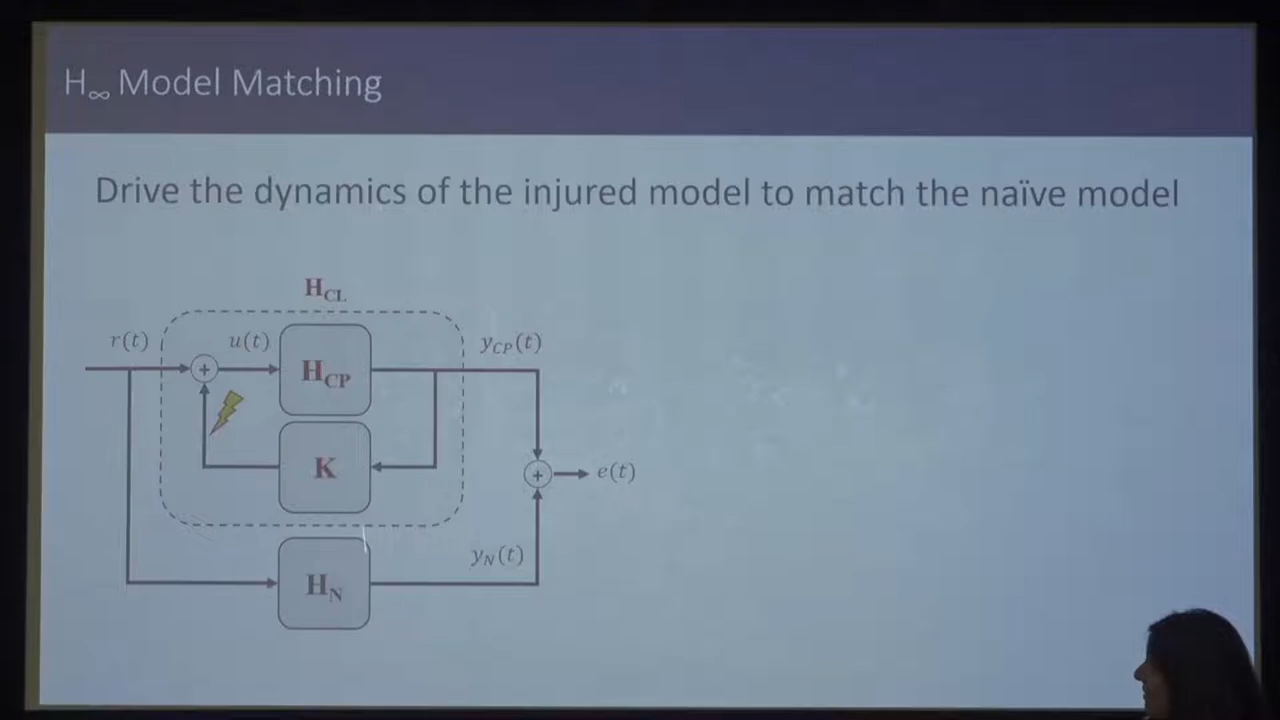 H∞ Model Matching
Drive the dynamics of the injured model to match the naïve model
H_CL
r(t)
u(t)
y_CP(t)
+
H_CP
K
+
e(t)
y_N(t)
H_N